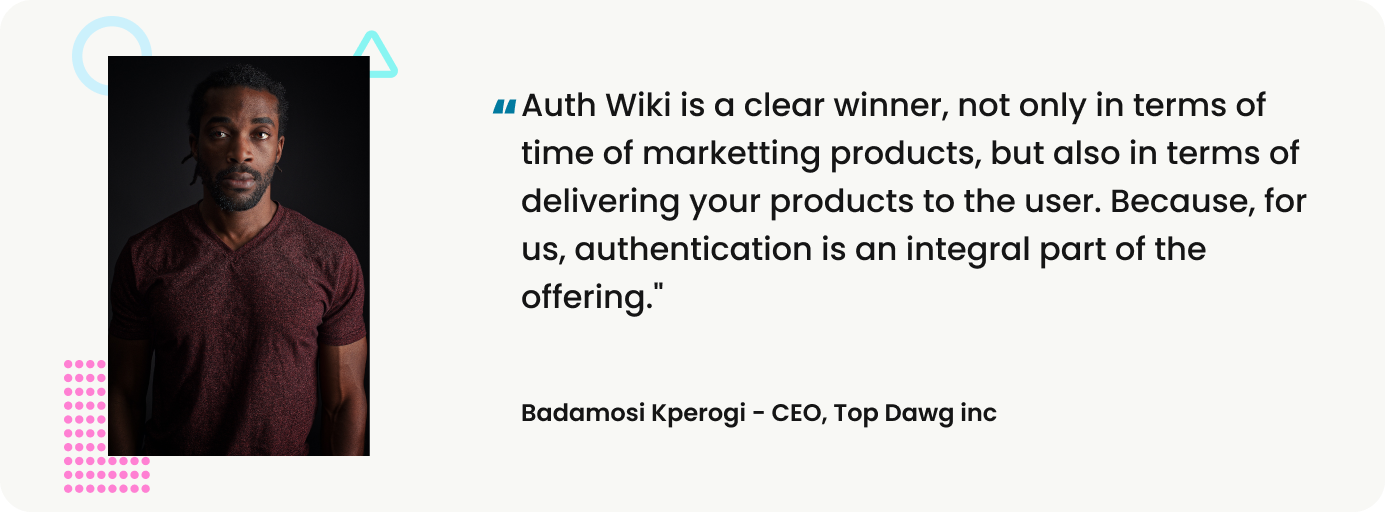 “Auth Wiki is a clear winner, not only in terms of
time of marketting products, but also in terms of
delivering your products to the user. Because, for
us, authentication is an integral part of the
offering."
Badamosi Kperogi - CEO, Top Dawg inc